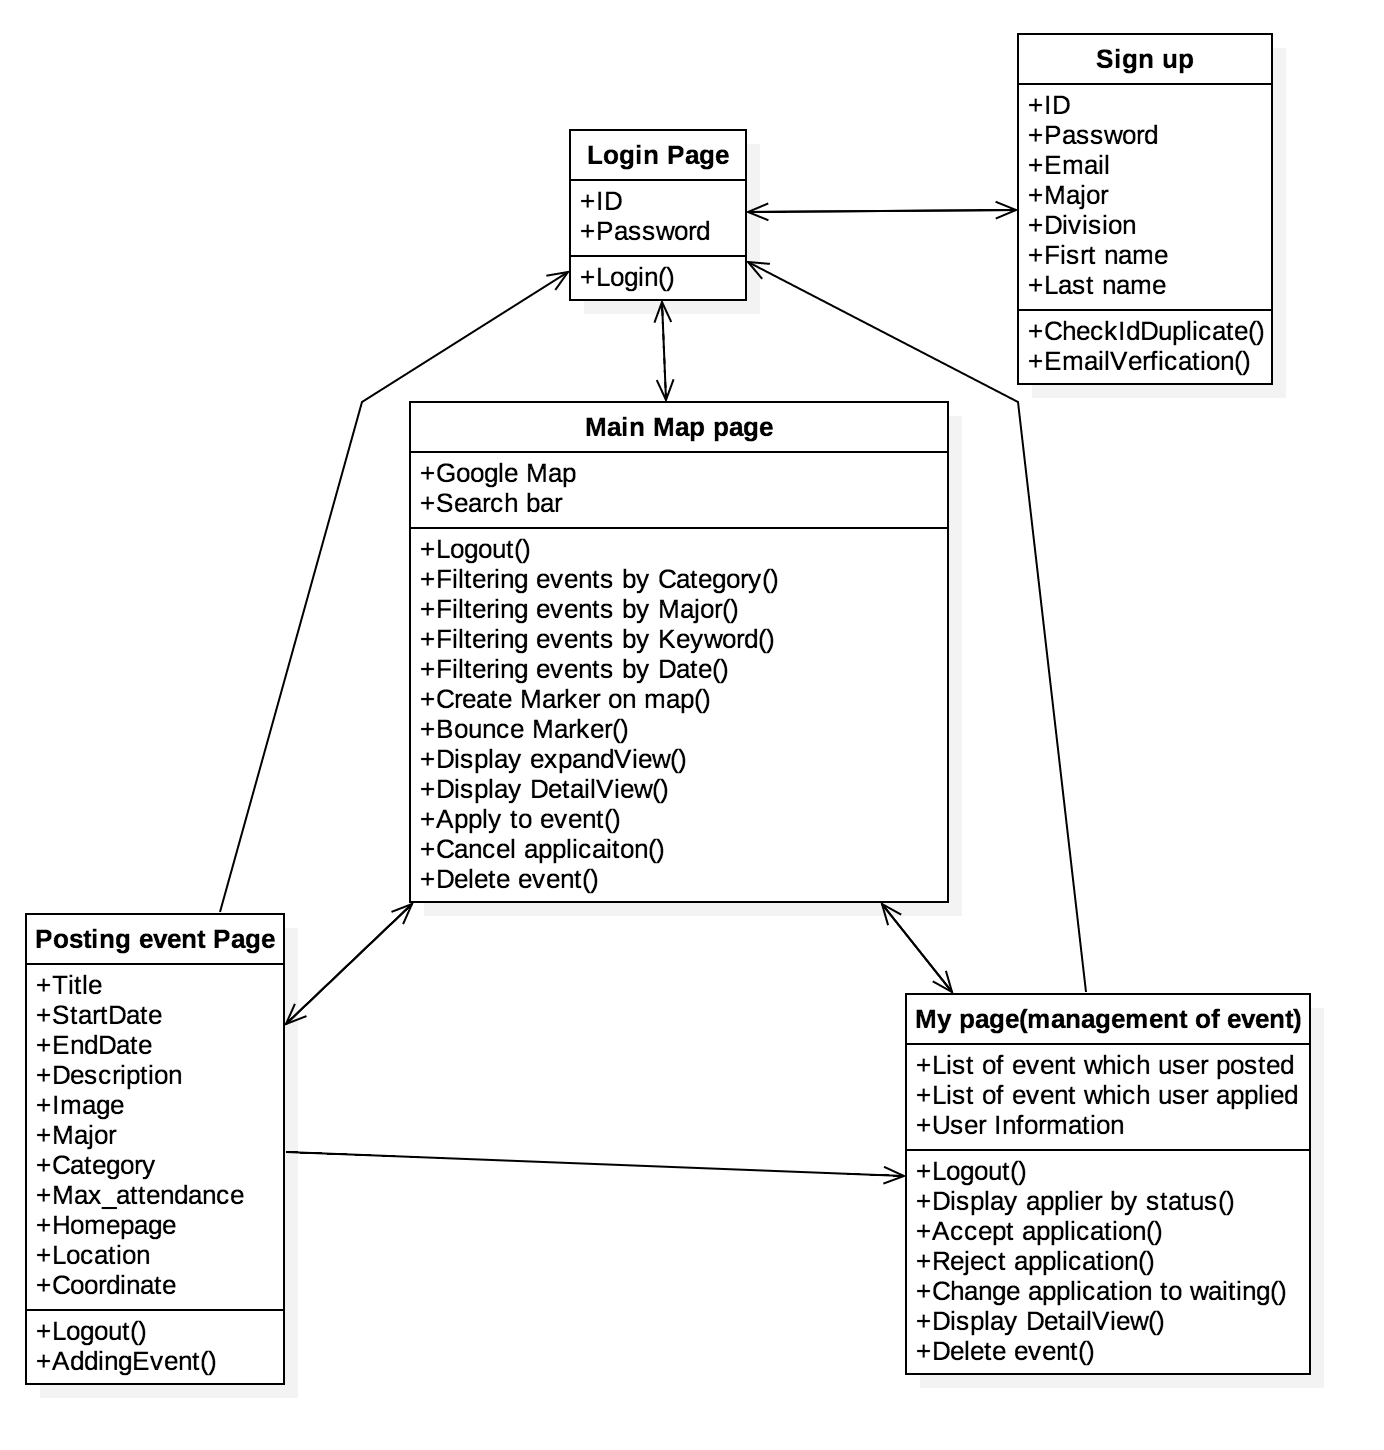 Sign up
+ID
+Password
+Email
+Major
+Division
+Fisrt name
+Last name
+CheckIdDuplicate()
+EmailVerfication()
Login Page
+ID
+Password
+Login()
Main Map page
+Google Map
+Search bar
+Logout()
+Filtering events by Category()
+Filtering events by Major()
+Filtering events by Keyword()
+Filtering events by Date()
+Create Marker on map()
+Bounce Marker()
+Display expandView()
+Display DetailView()
+Apply to event()
+Cancel applicaiton()
+Delete event()
Posting event Page
+Title
+StartDate
+EndDate
+Description
+Image
+Major
+Category
+Max_attendance
+Homepage
+Location
+Coordinate
+Logout()
+AddingEvent()
My page(management of event)
+List of event which user posted
+List of event which user applied
+User Information
+Logout()
+Display applier by status()
+Accept application()
+Reject application()
+Change application to waiting()
+Display DetailView()
+Delete event()